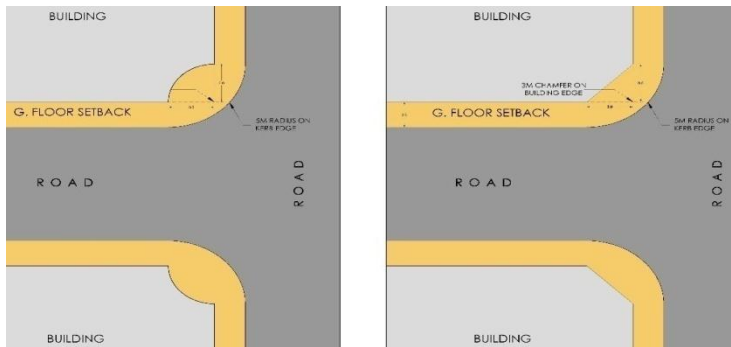 BUILDING
G. FLOOR SETBACK
5M RADIUS ON
KERB EDGE
ROAD
ROAD
BUILDING
BUILDING
3M CHAMFER ON
BUILDING EDGE
G. FLOOR SETBACK
5M RADIUS ON
KERB EDGE
ROAD
ROAD
BUILDING